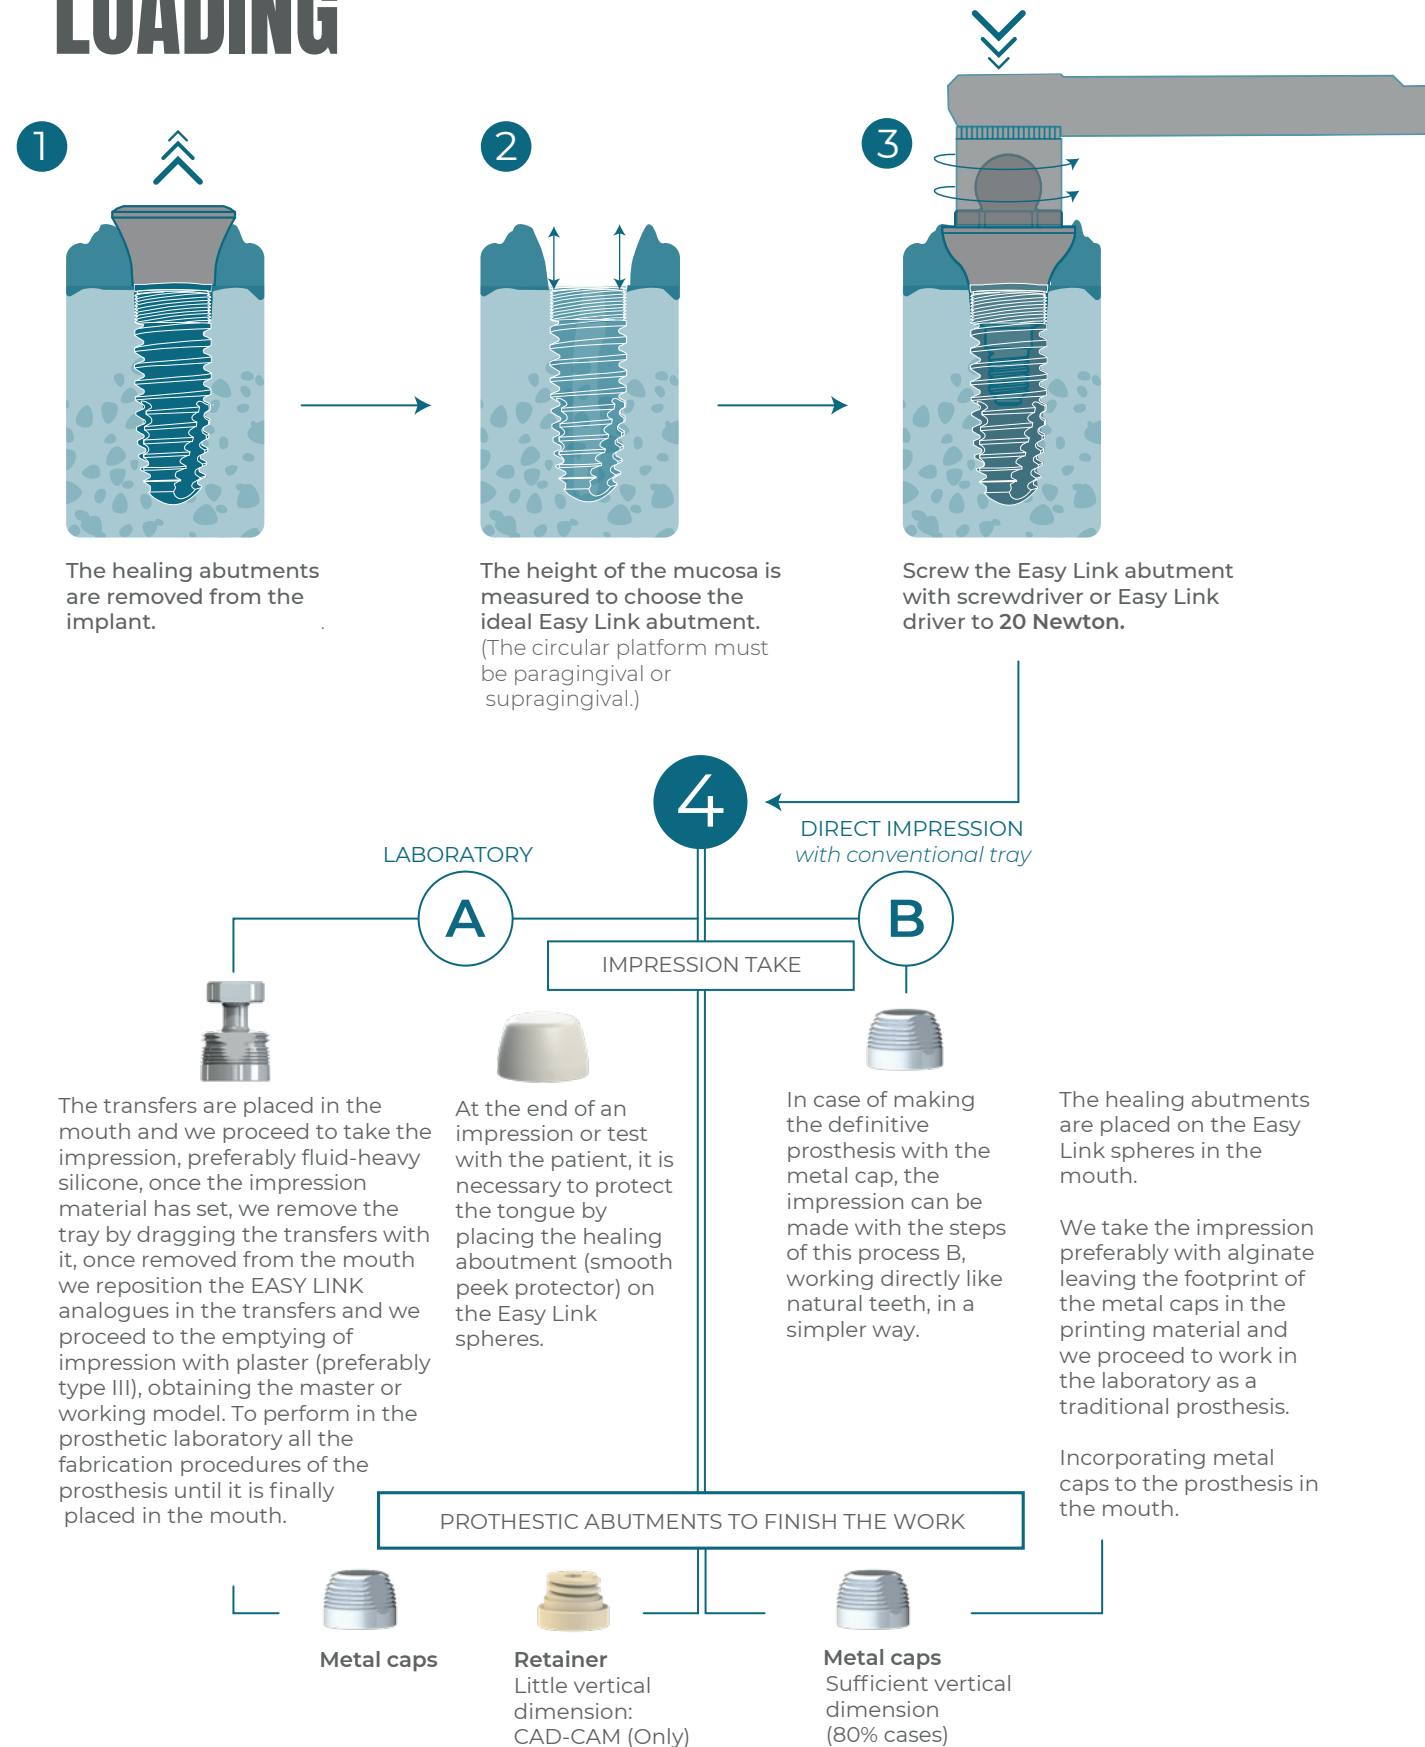 LOADING
1
2
3
The healing abutments
are removed from the
implant.
.
The height of the mucosa is
measured to choose the
ideal Easy Link abutment.
(The circular platform must
be paragingival or
supragingival.)
Screw the Easy Link abutment
with screwdriver or Easy Link
driver to 20 Newton.
4
LABORATORY
A
DIRECT IMPRESSION
with conventional tray
B
IMPRESSION TAKE
The transfers are placed in the
mouth and we proceed to take the
impression, preferably fluid-heavy
silicone, once the impression
material has set, we remove the
tray by dragging the transfers with
it, once removed from the mouth
we reposition the EASY LINK
analogues in the transfers and we
proceed to the emptying of
impression with plaster (preferably
type III), obtaining the master or
working model. To perform in the
prosthetic laboratory all the
fabrication procedures of the
prosthesis until it is finally
placed in the mouth.
At the end of an
impression or test
with the patient, it is
necessary to protect
the tongue by
placing the healing
aboutment (smooth
peek protector) on
the Easy Link
spheres.
In case of making
the definitive
prosthesis with the
metal cap, the
impression can be
made with the steps
of this process B,
working directly like
natural teeth, in a
simpler way.
The healing abutments
are placed on the Easy
Link spheres in the
mouth.
We take the impression
preferably with alginate
leaving the footprint of
the metal caps in the
printing material and
we proceed to work in
the laboratory as a
traditional prosthesis.
Incorporating metal
caps to the prosthesis in
the mouth.
PROTHESTIC ABUTMENTS TO FINISH THE WORK
Metal caps
Retainer
Little vertical
dimension:
CAD-CAM (Only)
Metal caps
Sufficient vertical
dimension
(80% cases)